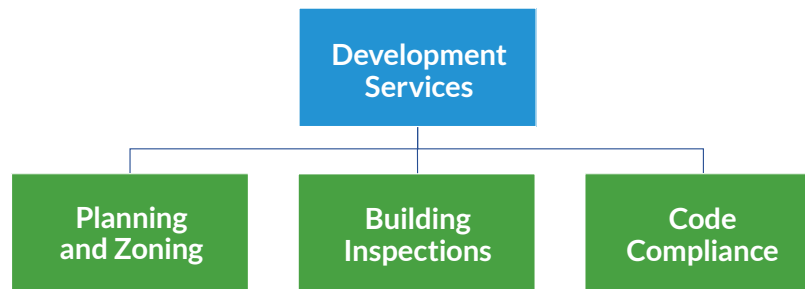 Development
Services
Planning
and Zoning
Building
Inspections
Code
Compliance